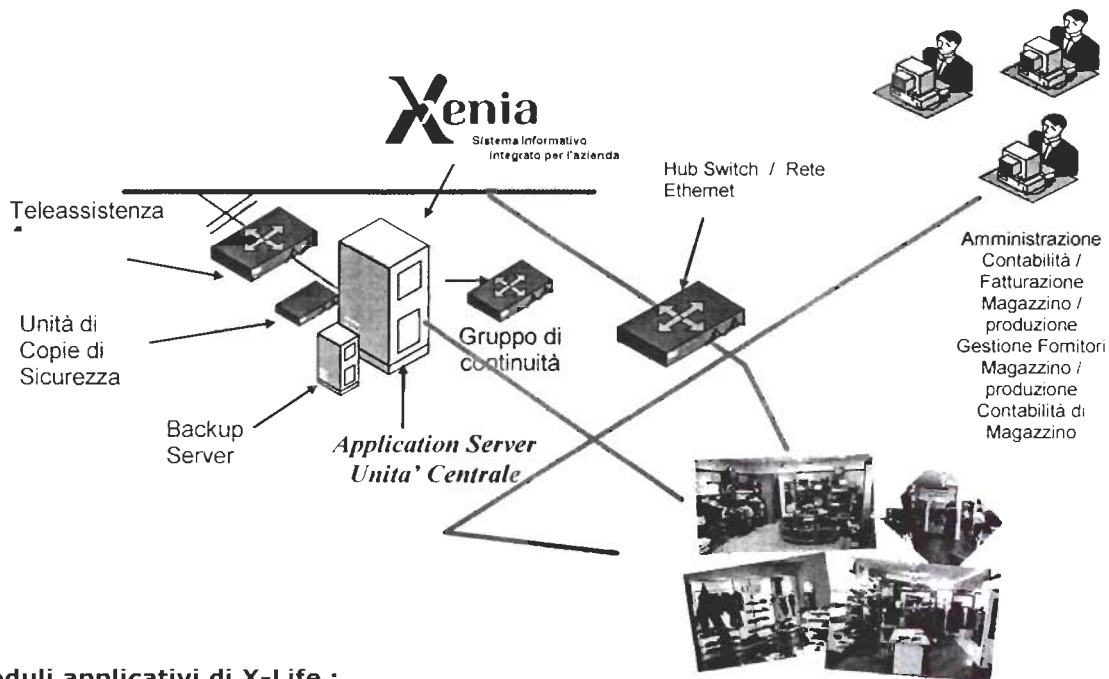 Xenia
Sistema Informativo
integrato per l'azienda
Hub Switch / Rete
Ethernet
Teleassistenza
Unità di
Copie di
Sicurezza
Gruppo di
continuità
Backup
Server
Application Server
Unita' Centrale
Amministrazione
Contabilità /
Fatturazione
Magazzino /
produzione
Gestione Fornitori
Magazzino /
produzione
Contabilità di
Magazzino
oduli applicativi di X-Life :